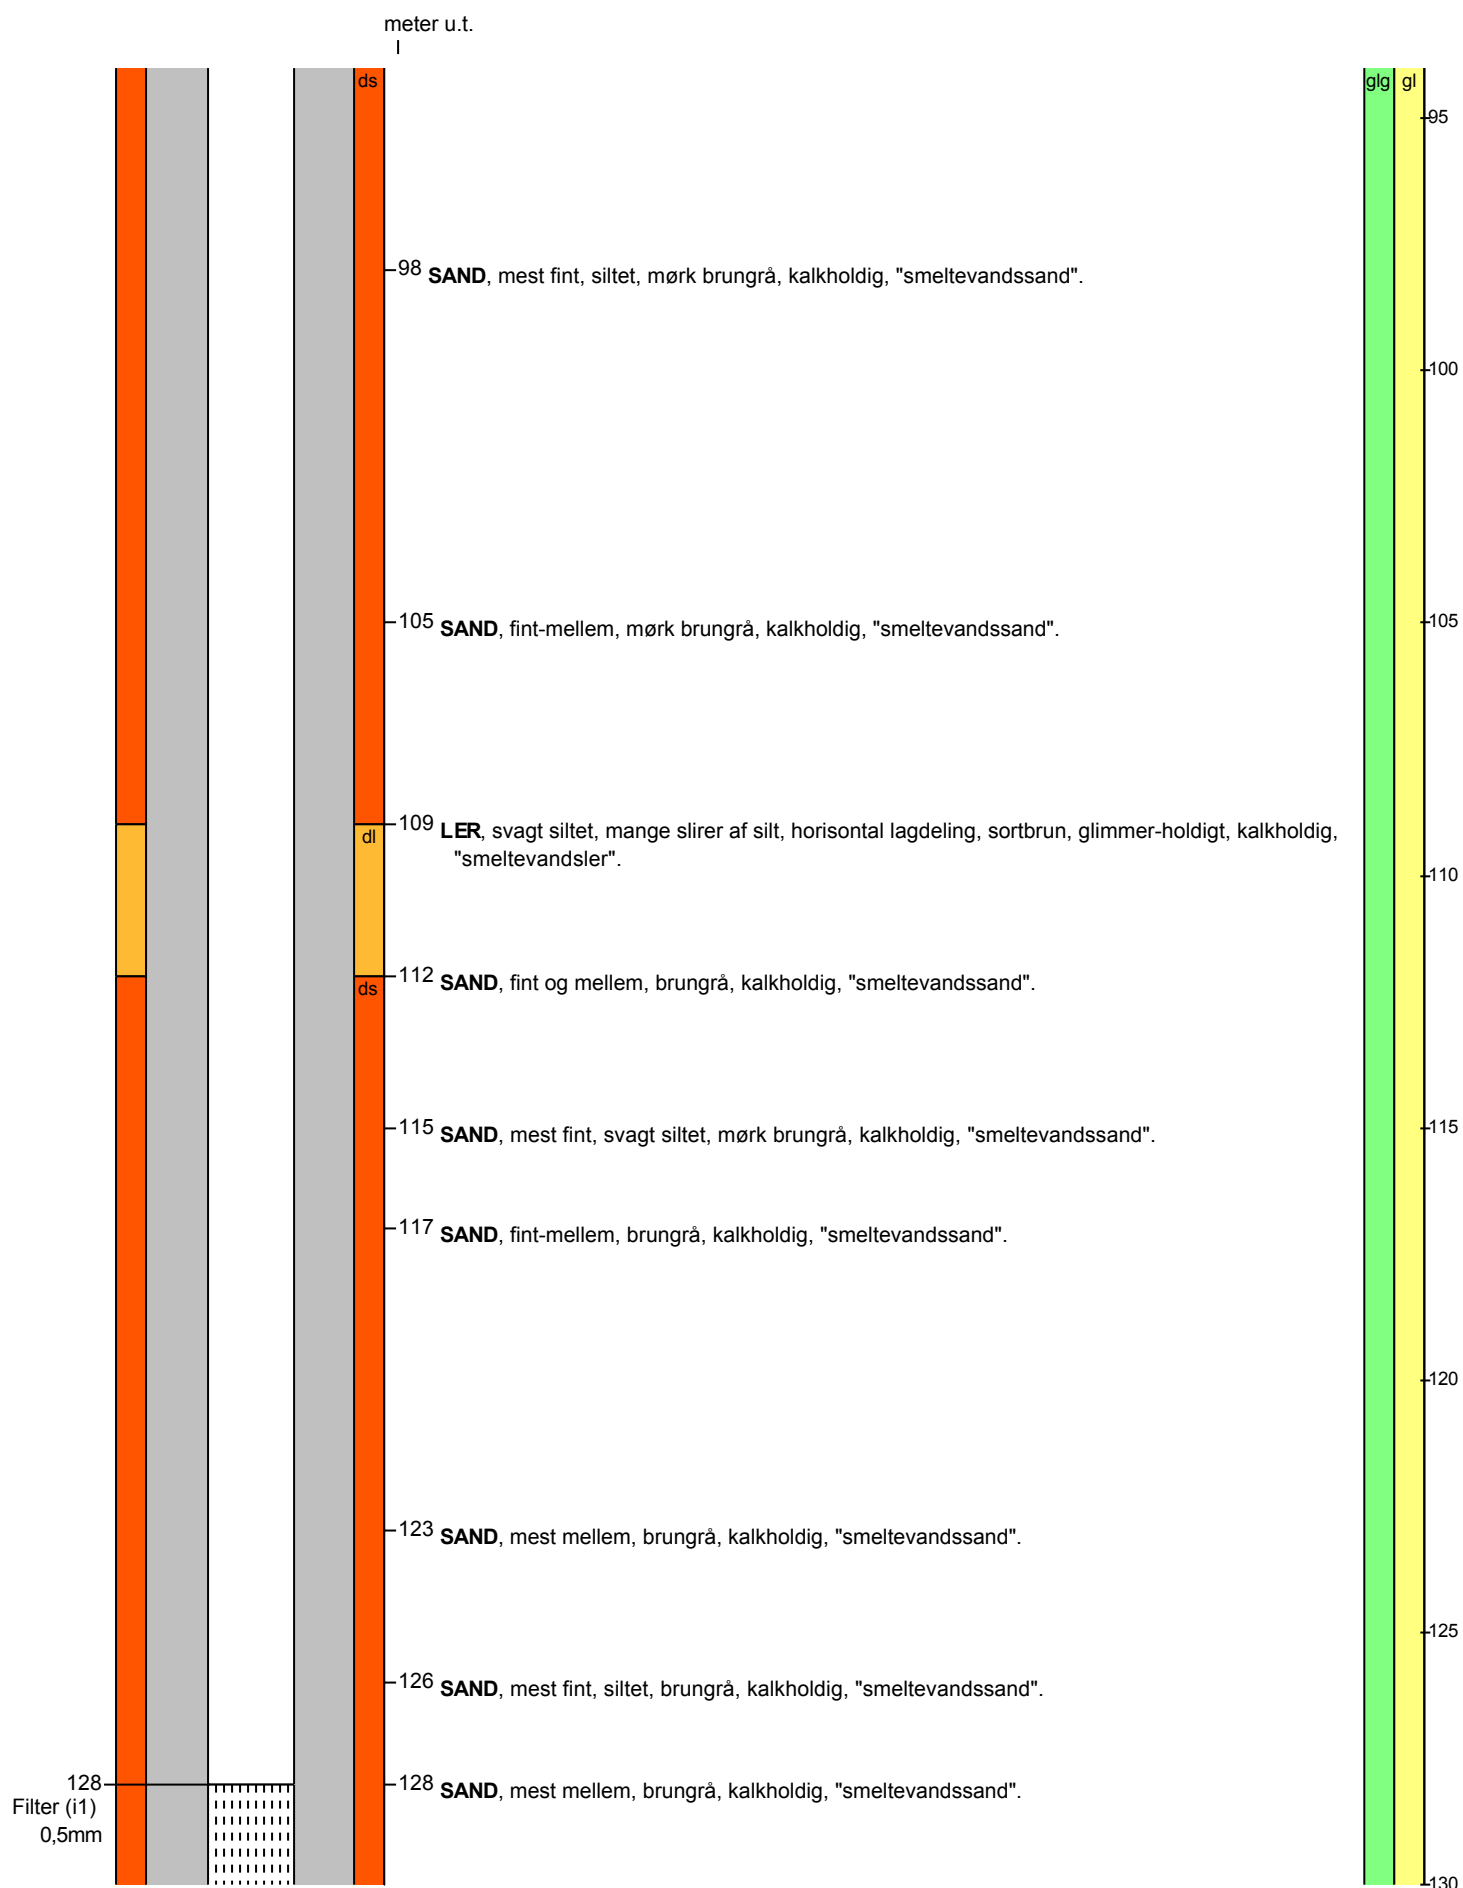 meter u.t.
ds
glg gl
95
98 SAND, mest fint, siltet, mørk brungrå, kalkholdig, "smeltevandssand".
100
105 SAND, fint-mellem, mørk brungrå, kalkholdig, "smeltevandssand".
105
109 LER, svagt siltet, mange slirer af silt, horisontal lagdeling, sortbrun, glimmer-holdigt, kalkholdig,
dl
"smeltevandsler".
110
112 SAND, fint og mellem, brungrå, kalkholdig, "smeltevandssand".
ds
115 SAND, mest fint, svagt siltet, mørk brungrå, kalkholdig, "smeltevandssand".
115
117 SAND, fint-mellem, brungrå, kalkholdig, "smeltevandssand".
120
123 SAND, mest mellem, brungrå, kalkholdig, "smeltevandssand".
125
126 SAND, mest fint, siltet, brungrå, kalkholdig, "smeltevandssand".
128
128 SAND, mest mellem, brungrå, kalkholdig, "smeltevandssand".
Filter (i1)
0,5mm
130